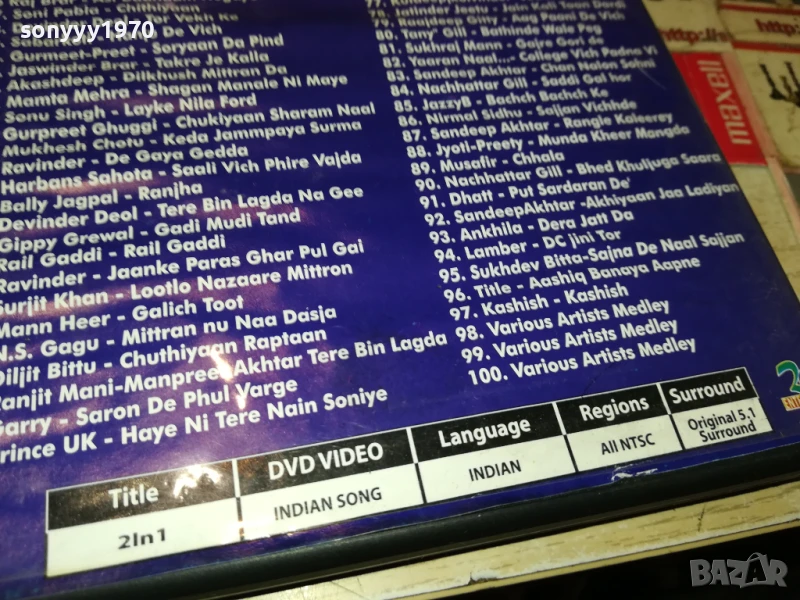 sonyyy1970
Gurmeet-Preet - Soryaan Da Pind
Jaswinder Brar - Takre Je Kalla
Akashdeep - Dilkhush Mittran Da
Mamta Mehra - Shagan Manale Ni Maye
Sonu Singh - Layke Nila Ford
Gurpreet Ghuggi - Chukiyaan Sharam Naal
Mukhesh Chotu - Keda Jammpaya Surma
Ravinder - De Gaya Gedda
Harbans Sahota - Saali Vich Phire Vajda
Bally Jagpal - Ranjha
Devinder Deol - Tere Bin Lagda Na Gee
Gippy Grewal - Gadi Mudi Tand
Rail Gaddi - Rail Gaddi
Ravinder - Jaanke Paras Ghar Pul Gai
Surjit Khan - Lootlo Nazaare Mittron
Mann Heer - Galich Toot
N.S. Gagu - Mittran nu Naa Dasja
Diljit Bittu - Chuthiyaan Raptaan
Ranjit Mani-Manpreet Akhtar Tere Bin Lagda
Garry - Saron De Phul Varge
Prince UK - Haye Ni Tere Nain Soniye
80. Tany Gill - Batibda Pale Peg
81. Sukhraj Mann - Gajre Gori de
82. Yaaran Naal... College Vich Padna Vi
83. Sandeep Akhtar - Chan Nalon Sohni
84. Nachhattar Gill - Saddi Gal hor
85. JazzyB - Bachch Bachch Ke
86. Nirmal Sidhu - Sajjan Vichhde
87. Sandeep Akhtar - Rangle Kaleerey
88. Jyoti-Preety - Munda Kheer Mangda
89. Musafir - Chhala
90. Nachhattar Gill - Bhed Khuljuga Saara
91. Dhatt - Put Sardaran De'
92. SandeepAkhtar -Akhiyaan Jaa Ladiyan
93. Ankhila - Dera Jatt Da
94. Lamber - DC jini Tor
95. Sukhdev Bitta-Sajna De Naal Sajjan
96. Title - Aashiq Banaya Aapne
97. Kashish - Kashish
98. Various Artists Medley
99. Various Artists Medley
100. Various Artists Medley
maxell
Title DVD VIDEO Language Regions Surround
2In1 INDIAN SONG INDIAN All NTSC Original 5.1 Surround
BAZAR.bg